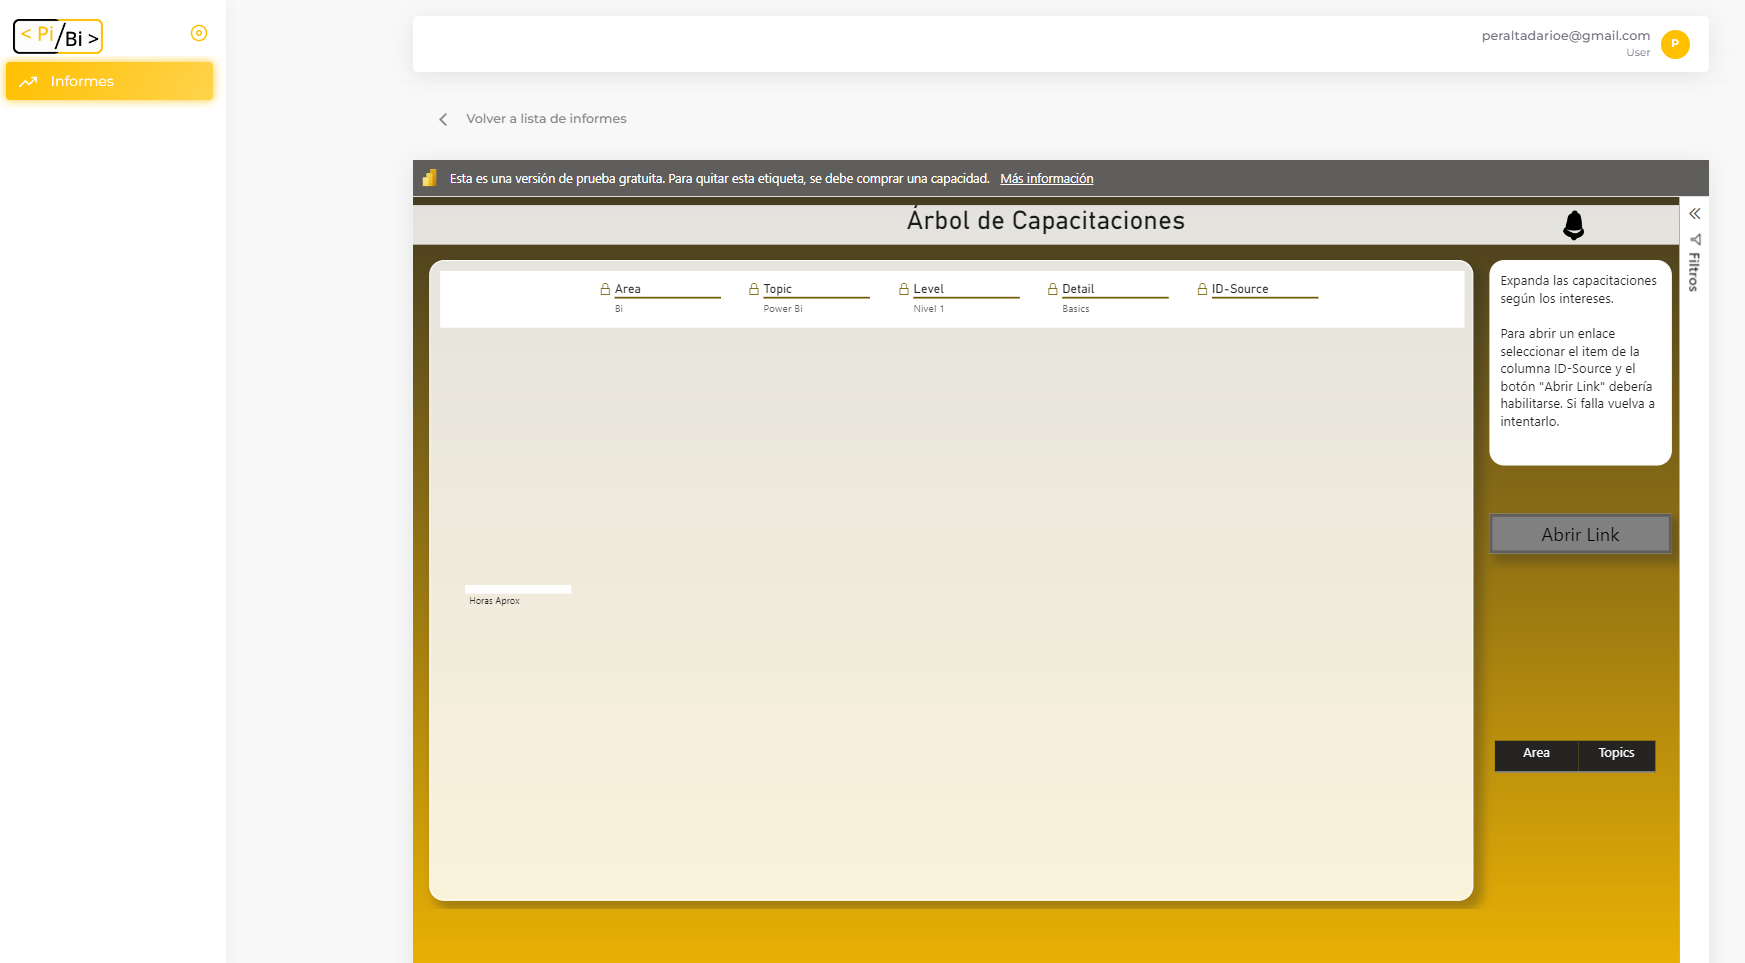 < Pi/Bi >
Informes
peraltadarioe@gmail.com
User
P
Volver a lista de informes
Esta es una versión de prueba gratuita. Para quitar esta etiqueta, se debe comprar una capacidad. Más información
Árbol de Capacitaciones
Filtros
Area
Topic
Level
Detail
ID-Source
Bi
Power Bi
Nivel 1
Basics
Horas Aprox
Expanda las capacitaciones
según los intereses.
Para abrir un enlace
seleccionar el item de la
columna ID-Source y el
botón "Abrir Link" debería
habilitarse. Si falla vuelva a
intentarlo.
Abrir Link
Area
Topics